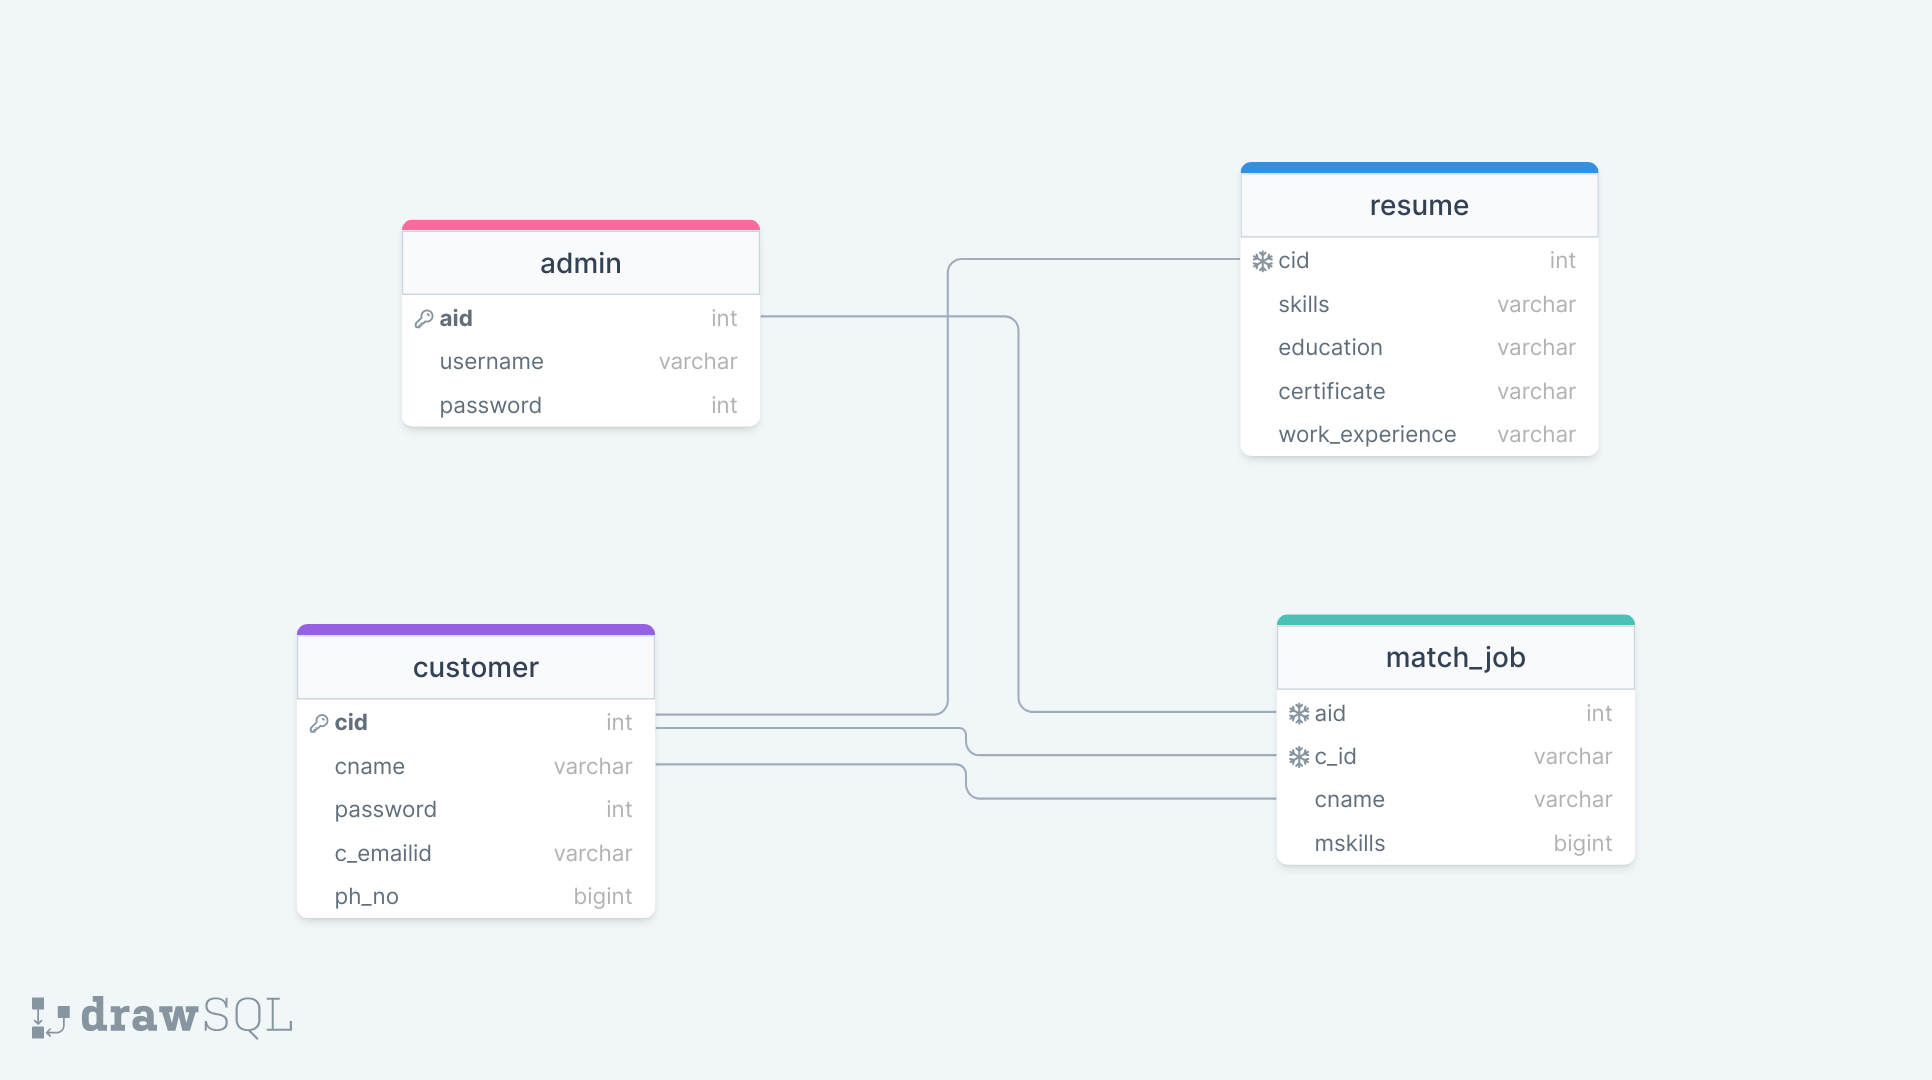 admin
aid int
username varchar
password int
resume
cid int
skills varchar
education varchar
certificate varchar
work_experience varchar
customer
cid int
cname varchar
password int
c_emailid varchar
ph_no bigint
match_job
aid int
c_id varchar
cname varchar
mskills bigint
drawSQL